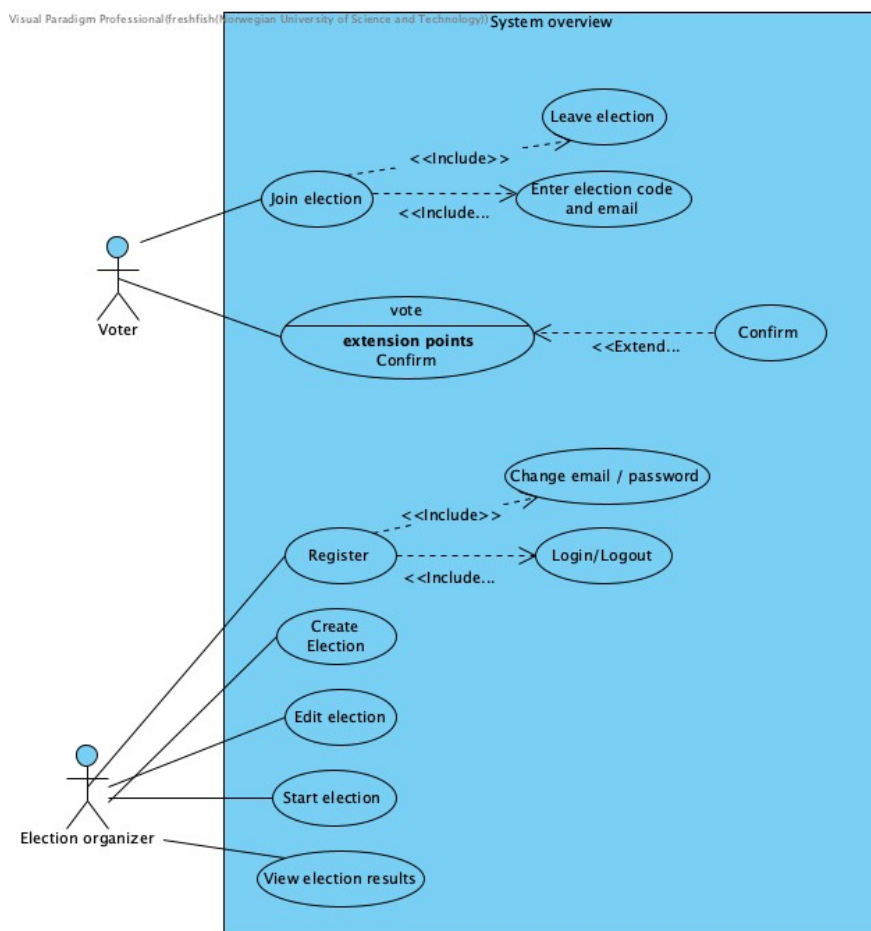 Visual Paradigm Professional(freshfish(Norwegian University of Science and Technology))
System overview
Leave election
<<Include>>
Join election
Enter election code
and email
<<Include...
Voter
vote
extension points
Confirm
Confirm
<<Extend...
Change email / password
<<Include>>
Register
Login/Logout
<<Include...
Create
Election
Edit election
Start election
Election organizer
View election results